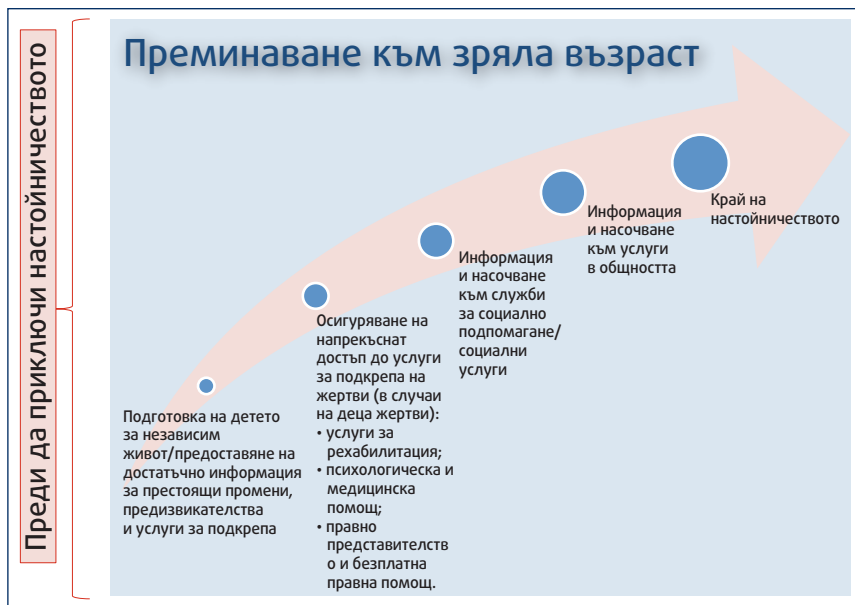 Преминаване към зряла възраст
Преди да приключи настойничеството
Подготовка на детето
за независим
живот/предоставяне на
достатъчно информация
за престоящи промени,
предизвикателства
и услуги за подкрепа
Осигуряване на
напрекъснат
достъп до услуги
за подкрепа на
жертви (в случаи
на деца жертви):
• услуги за
рехабилитация;
• психологическа и
медицинска
помощ;
• правно
представителств
о и безплатна
правна помощ.
Информация
и насочване
към служби
за социално
подпомагане/
социални
услуги
Информация
и насочване
към услуги
в общността
Край на
настойничеството